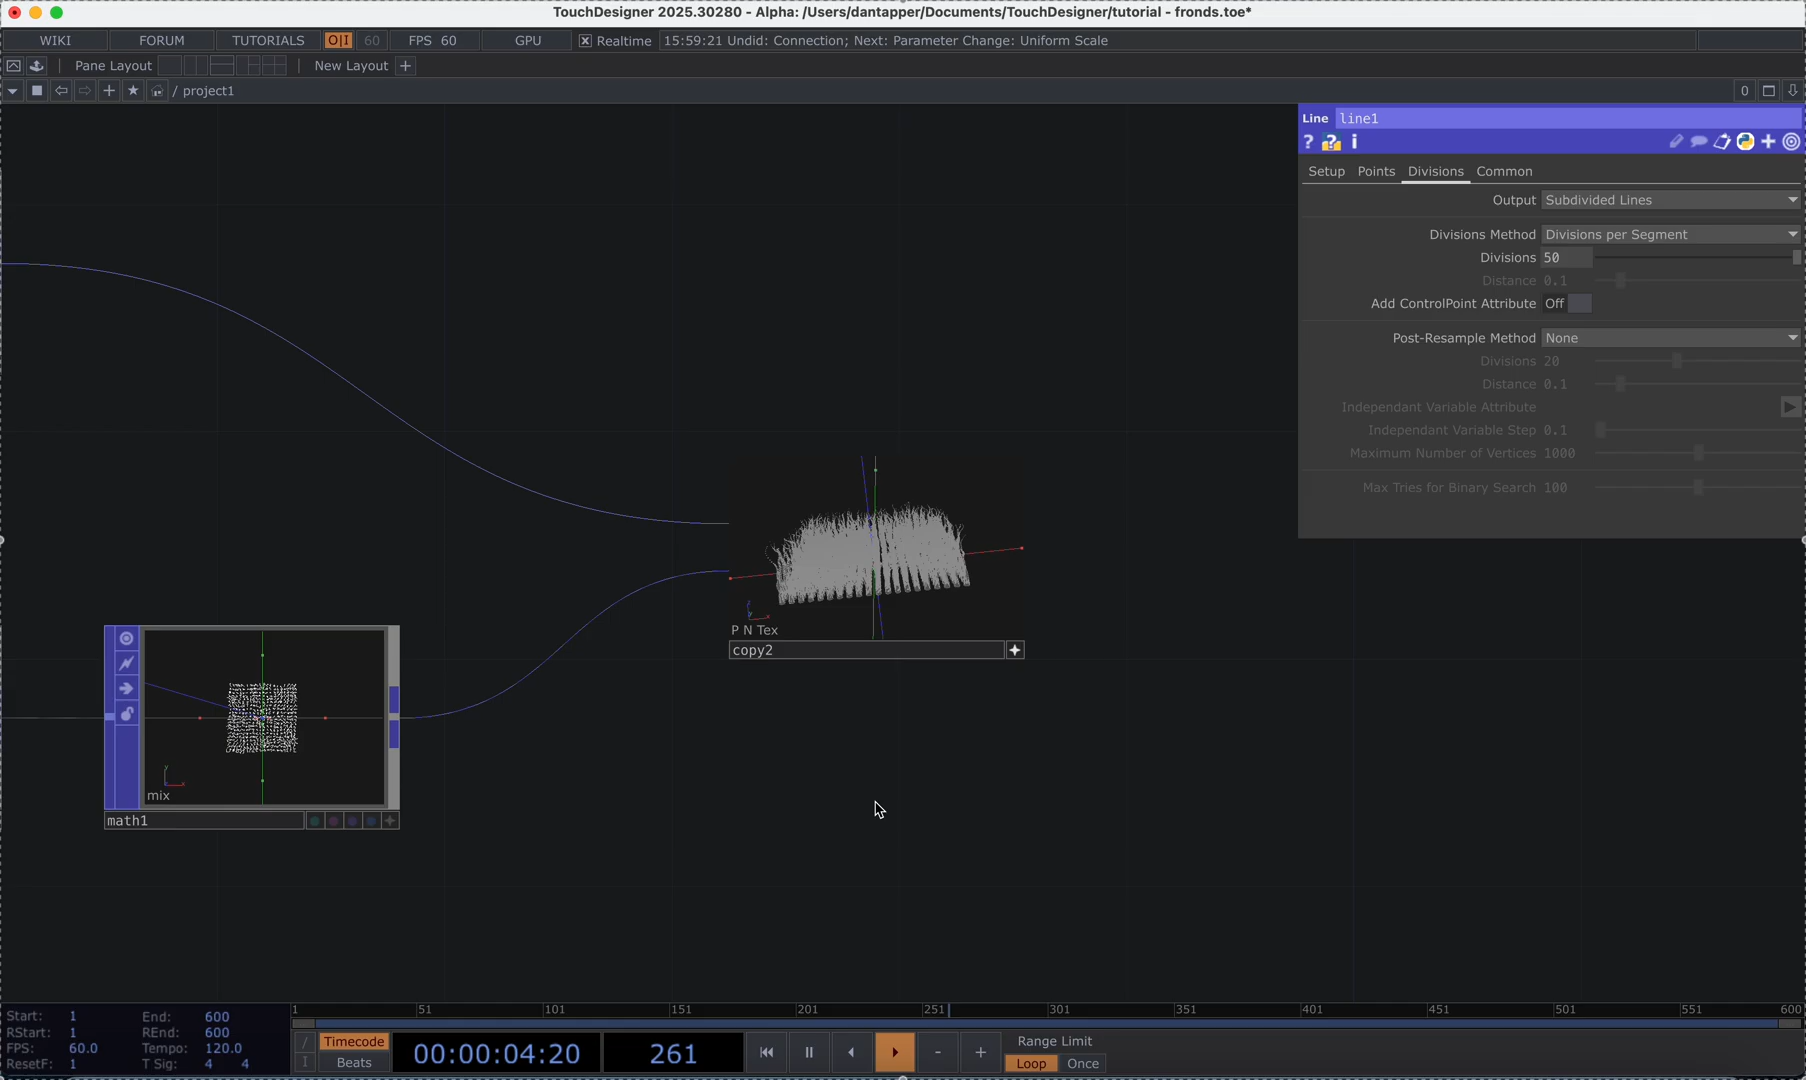 TouchDesigner 2025.30280 - Alpha: /Users/dantapper/Documents/TouchDesigner/tutorial - fronds.toe*
WIKI FORUM TUTORIALS O|I 60 FPS 60 GPU Realtime 15:59:21 Undid: Connection; Next: Parameter Change: Uniform Scale
Pane Layout New Layout +
/ project1 0
Line line1
? ? i
Setup Points Divisions Common
Output Subdivided Lines
Divisions Method Divisions per Segment
Divisions 50
Distance 0.1
Add ControlPoint Attribute Off
Post-Resample Method None
Divisions 20
Distance 0.1
Independant Variable Attribute
Independant Variable Step 0.1
Maximum Number of Vertices 1000
Max Tries for Binary Search 100
P N Tex
copy2
mix
math1
1 51 101 151 201 251 301 351 401 451 501 551 600
Start: 1 End: 600
RStart: 1 REnd: 600
FPS: 60.0 Tempo: 120.0
ResetF: 1 T Sig: 4 4
/ Timecode
I Beats
00:00:04:20 261
- +
Range Limit
Loop Once